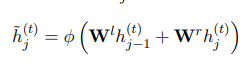 h̃_j^{(t)} = ϕ (W^l h_{j−1}^{(t)} + W^r h_j^{(t)})